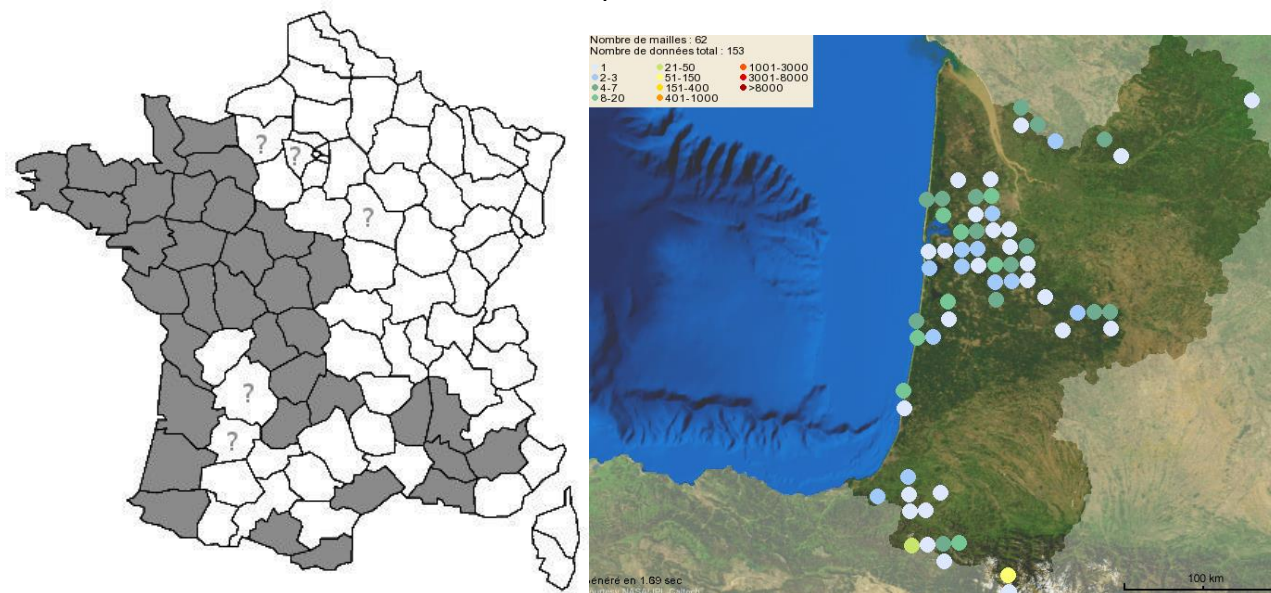 ?
?
?
?
?
Nombre de mailles : 62
Nombre de données total : 153
1 21-50 1001-3000
2-3 51-150 3001-8000
4-7 151-400 >8000
8-20 401-1000
énéré en 1.69 sec
100 km